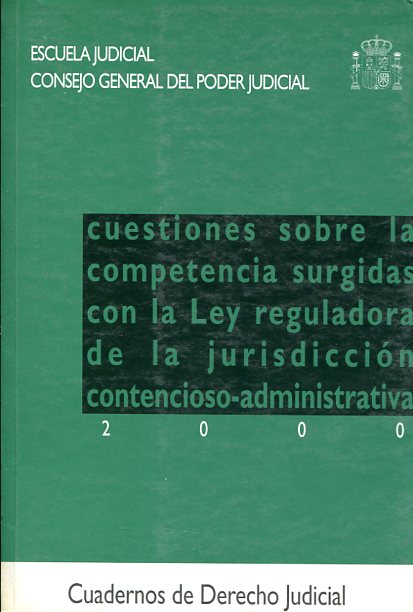 ESCUELA JUDICIAL
CONSEJO GENERAL DEL PODER JUDICIAL
cuestiones sobre la
competencia surgidas
con la Ley reguladora
de la jurisdicción
contencioso-administrativa
2 0 0 0
Cuadernos de Derecho Judicial